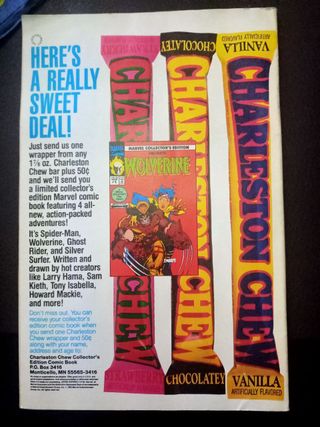 HERE'S
A REALLY
SWEET
DEAL!
Just send us one
wrapper from any
1⅞ oz. Charleston
Chew bar plus 50¢
and we'll send you
a limited collector's
edition Marvel comic
book featuring 4 all-
new, action-packed
adventures!
It's Spider-Man,
Wolverine, Ghost
Rider, and Silver
Surfer. Written and
drawn by hot creators
like Larry Hama, Sam
Kieth, Tony Isabella,
Howard Mackie,
and more!
Don't miss out. You can
receive your collector's
edition comic book when
you send one Charleston
Chew wrapper and 50¢
along with your name,
address and age to:
Charleston Chew Collector's
Edition Comic Book
P.O. Box 3416
Monticello, MN 55565-3416
STRAWBERRY
CHARLESTON CHEW
STRAWBERRY
CHOCOLATEY
CHARLESTON CHEW
CHOCOLATEY
VANILLA
ARTIFICIALLY FLAVORED
CHARLESTON CHEW
VANILLA
ARTIFICIALLY FLAVORED
MARVEL COLLECTOR'S EDITION
WOLVERINE